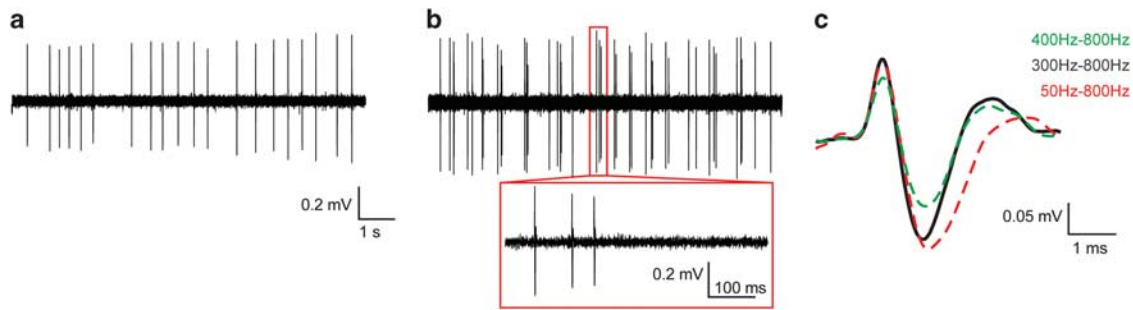 a
0.2 mV
1 s
b
0.2 mV
100 ms
c
400Hz-800Hz
300Hz-800Hz
50Hz-800Hz
0.05 mV
1 ms